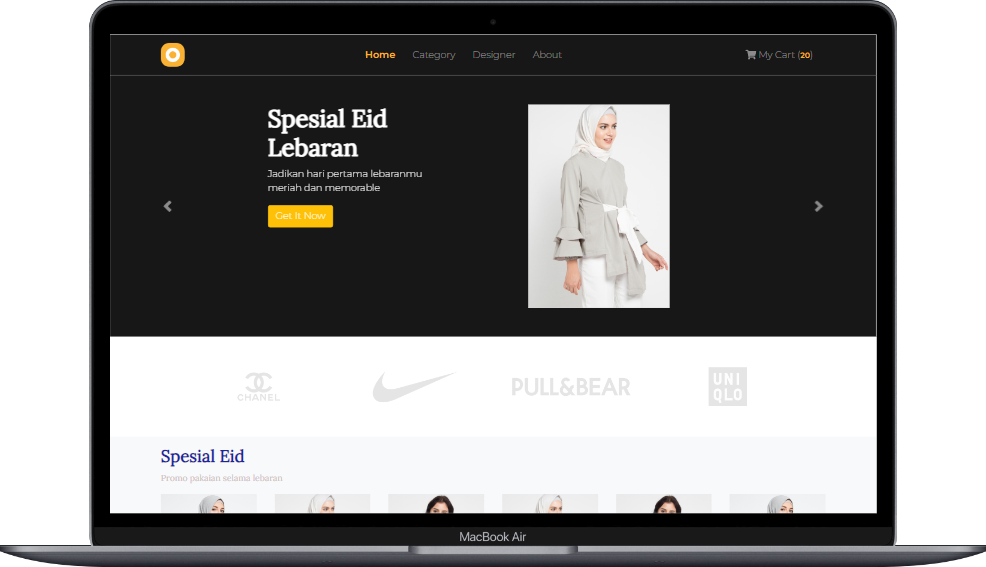 Home Category Designer About My Cart (20)
Spesial Eid
Lebaran
Jadikan hari pertama lebaranmu
meriah dan memorable
Get It Now
CHANEL
PULL&BEAR
UNI
QLO
Spesial Eid
Promo pakaian selama lebaran
MacBook Air